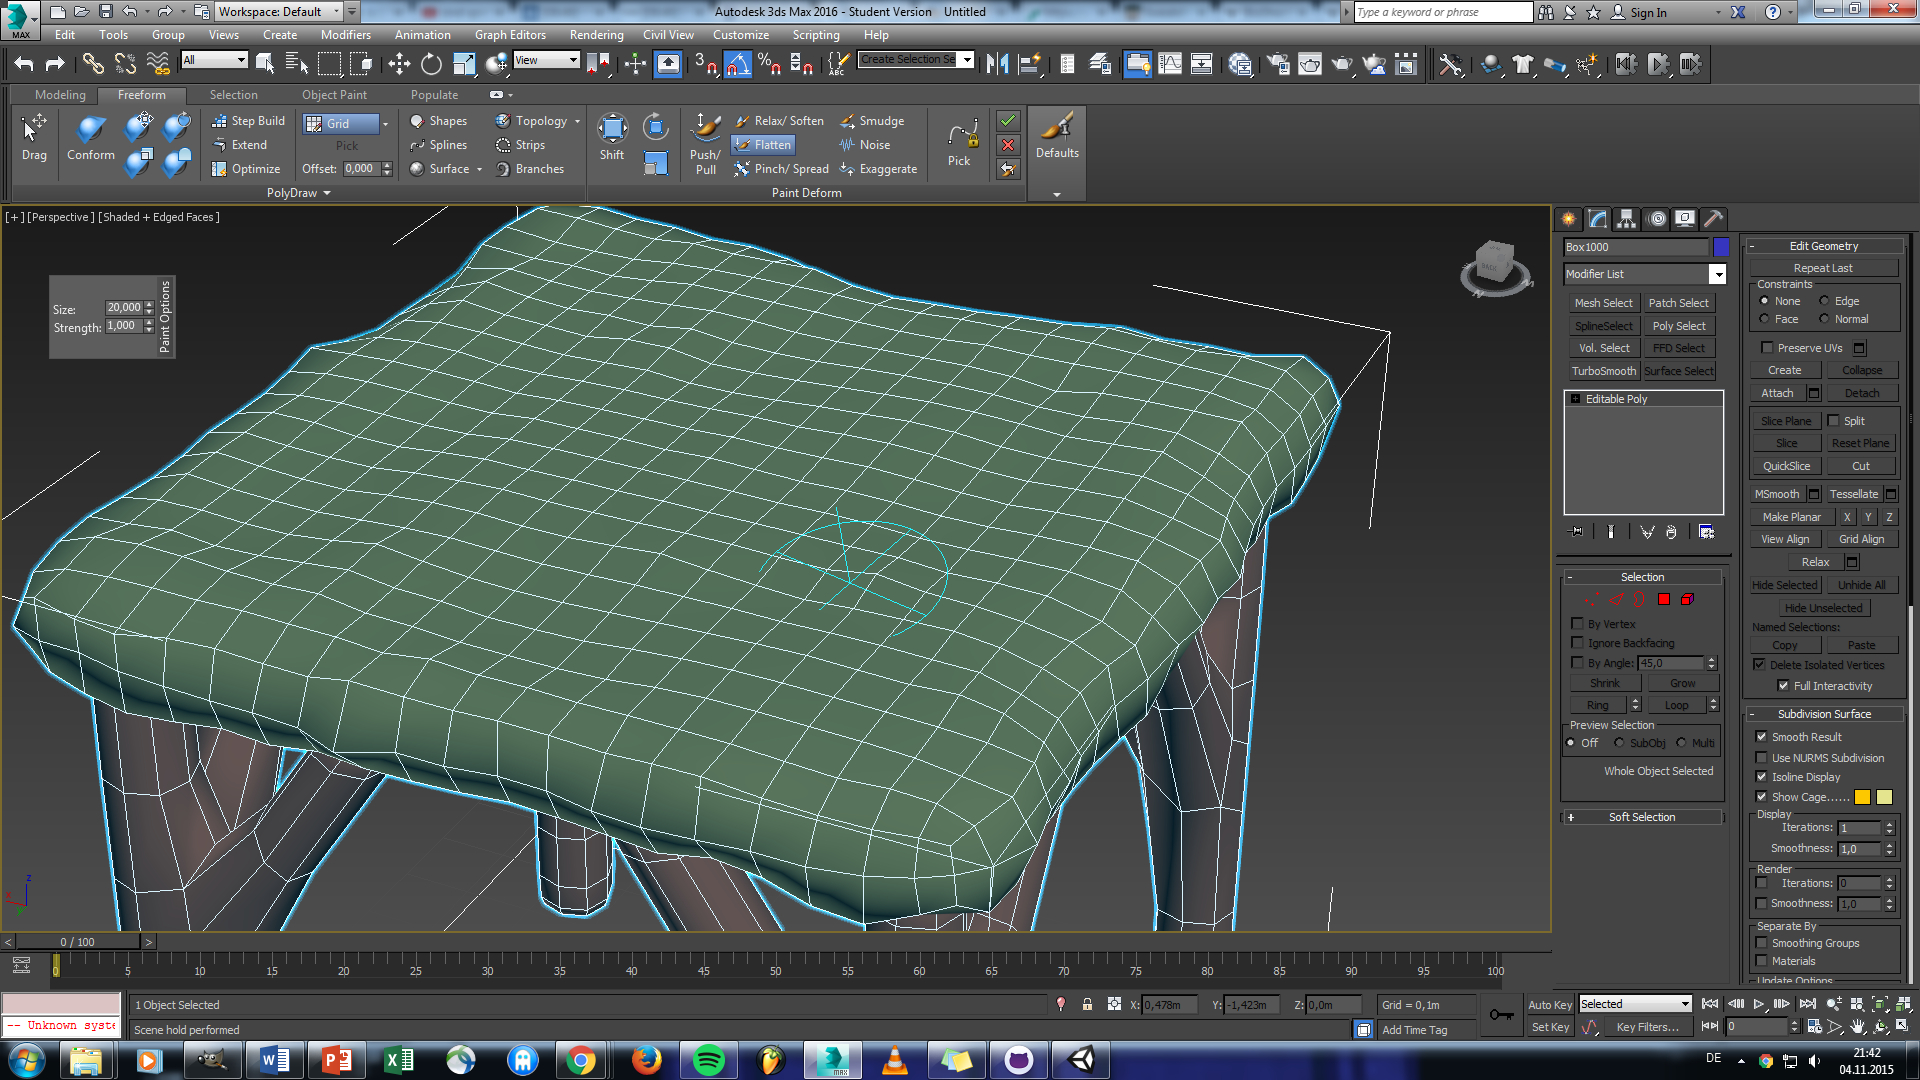 Workspace: Default
Autodesk 3ds Max 2016 - Student Version    Untitled
Type a keyword or phrase
Sign In
MAX
Edit Tools Group Views Create Modifiers Animation Graph Editors Rendering Civil View Customize Scripting Help
All
View
3
Create Selection Se
Modeling Freeform Selection Object Paint Populate
Drag
Conform
Step Build
Extend
Optimize
Grid
Pick
Offset: 0,000
Shapes
Splines
Surface
Topology
Strips
Branches
PolyDraw
Shift
Push/
Pull
Relax/ Soften
Flatten
Pinch/ Spread
Smudge
Noise
Exaggerate
Paint Deform
Pick
Defaults
[+] [Perspective] [Shaded + Edged Faces]
Size: 20,000
Strength: 1,000
Paint Options
Box1000
Modifier List
Mesh Select Patch Select
SplineSelect Poly Select
Vol. Select FFD Select
TurboSmooth Surface Select
Editable Poly
Selection
By Vertex
Ignore Backfacing
By Angle: 45,0
Shrink Grow
Ring Loop
Preview Selection
Off SubObj Multi
Whole Object Selected
Soft Selection
Edit Geometry
Repeat Last
Constraints
None Edge
Face Normal
Preserve UVs
Create Collapse
Attach Detach
Slice Plane Split
Slice Reset Plane
QuickSlice Cut
MSmooth Tessellate
Make Planar X Y Z
View Align Grid Align
Relax
Hide Selected Unhide All
Hide Unselected
Named Selections:
Copy Paste
Delete Isolated Vertices
Full Interactivity
Subdivision Surface
Smooth Result
Use NURMS Subdivision
Isoline Display
Show Cage......
Display
Iterations: 1
Smoothness: 1,0
Render
Iterations: 0
Smoothness: 1,0
Separate By
Smoothing Groups
Materials
Update Options
z
0 / 100
0 5 10 15 20 25 30 35 40 45 50 55 60 65 70 75 80 85 90 95 100
1 Object Selected
X: 0,478m Y: -1,423m Z: 0,0m Grid = 0,1m
Auto Key Selected
-- Unknown syste
Scene hold performed
Add Time Tag
Set Key Key Filters... 0
DE
21:42
04.11.2015